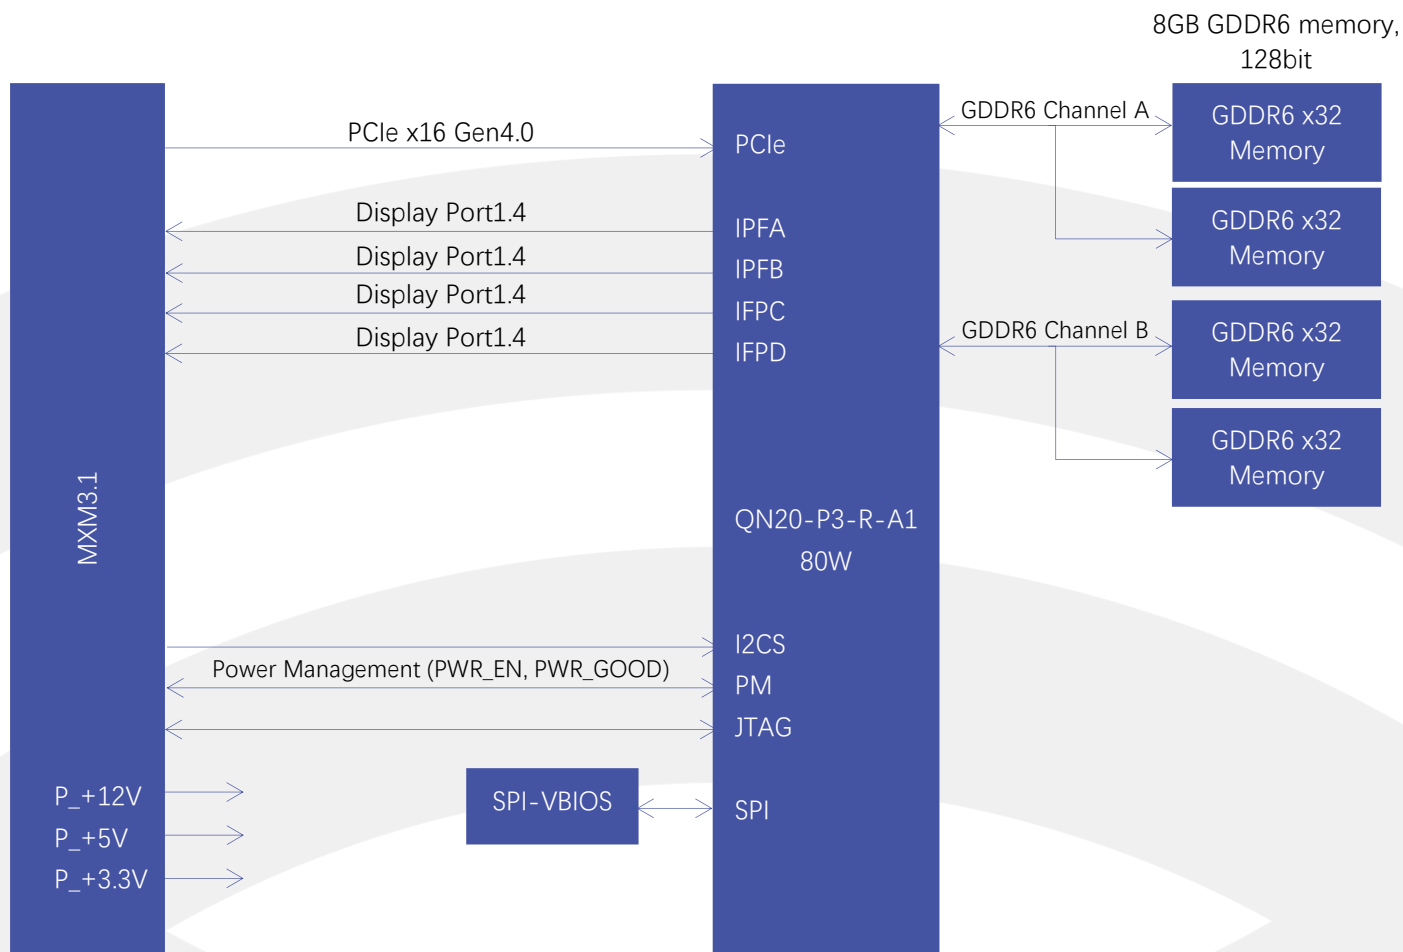 8GB GDDR6 memory,
128bit
MXM3.1
PCIe x16 Gen4.0
Display Port1.4
Display Port1.4
Display Port1.4
Display Port1.4
Power Management (PWR_EN, PWR_GOOD)
P_+12V
P_+5V
P_+3.3V
SPI-VBIOS
PCIe
IPFA
IPFB
IFPC
IFPD
QN20-P3-R-A1
80W
I2CS
PM
JTAG
SPI
GDDR6 Channel A
GDDR6 Channel B
GDDR6 x32
Memory
GDDR6 x32
Memory
GDDR6 x32
Memory
GDDR6 x32
Memory